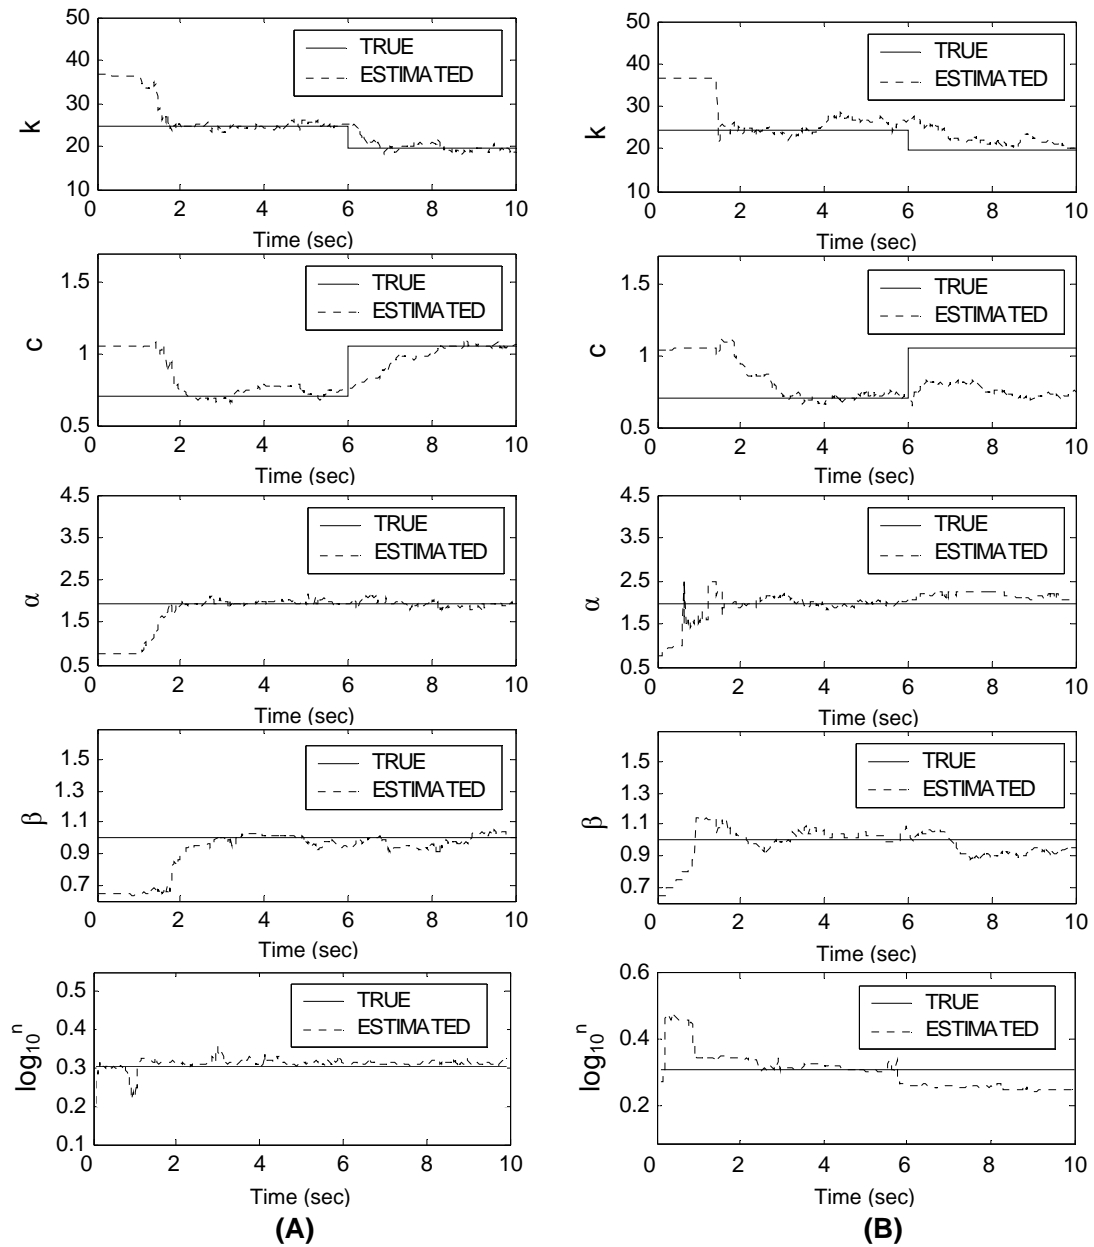 50
40
30
20
10
k
TRUE
ESTIMATED
0 2 4 6 8 10
Time (sec)
1.5
1
0.5
c
TRUE
ESTIMATED
0 2 4 6 8 10
Time (sec)
4.5
3.5
2.5
1.5
0.5
α
TRUE
ESTIMATED
0 2 4 6 8 10
Time (sec)
1.5
1.3
1.1
0.9
0.7
β
TRUE
ESTIMATED
0 2 4 6 8 10
Time (sec)
0.5
0.4
0.3
0.2
0.1
log10n
TRUE
ESTIMATED
0 2 4 6 8 10
Time (sec)
(A)
50
40
30
20
10
k
TRUE
ESTIMATED
0 2 4 6 8 10
Time (sec)
1.5
1
0.5
c
TRUE
ESTIMATED
0 2 4 6 8 10
Time (sec)
4.5
3.5
2.5
1.5
0.5
α
TRUE
ESTIMATED
0 2 4 6 8 10
Time (sec)
1.5
1.3
1.1
0.9
0.7
β
TRUE
ESTIMATED
0 2 4 6 8 10
Time (sec)
0.6
0.4
0.2
log10n
TRUE
ESTIMATED
0 2 4 6 8 10
Time (sec)
(B)